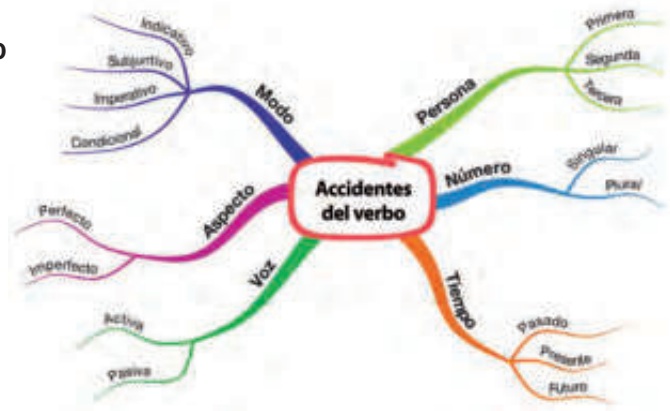 Accidentes
del verbo
Modo
Indicativo
Subjuntivo
Imperativo
Condicional
Aspecto
Perfecto
Imperfecto
Voz
Activa
Pasiva
Persona
Primera
Segunda
Tercera
Número
Singular
Plural
Tiempo
Pasado
Presente
Futuro